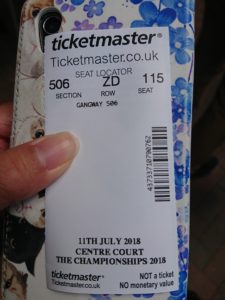 ticketmaster®
Ticketmaster.co.uk
SEAT LOCATOR
506 ZD 115
SECTION ROW SEAT
GANGWAY 506
43733710790762
11TH JULY 2018
CENTRE COURT
THE CHAMPIONSHIPS 2018
ticketmaster® NOT A ticket
Ticketmaster.co.uk NO monetary value